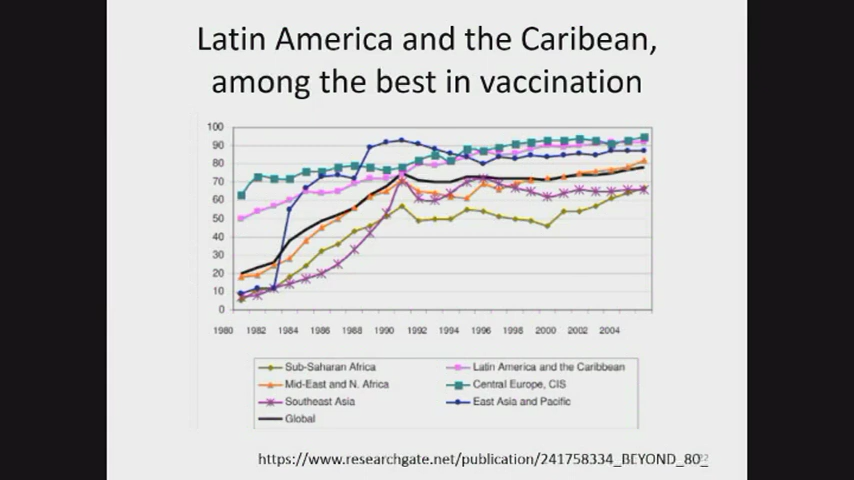 Latin America and the Caribean,
among the best in vaccination
100
90
80
70
60
50
40
30
20
10
0
1980 1982 1984 1986 1988 1990 1992 1994 1996 1998 2000 2002 2004
Sub-Saharan Africa Latin America and the Caribbean
Mid-East and N. Africa Central Europe, CIS
Southeast Asia East Asia and Pacific
Global
https://www.researchgate.net/publication/241758334_BEYOND_80_
22